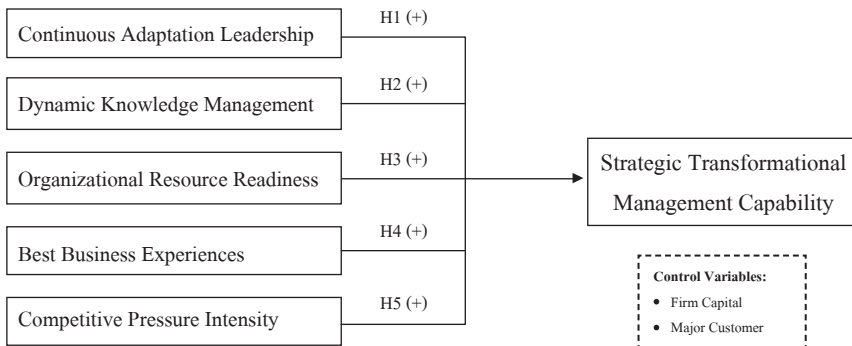 H1 (+)
Continuous Adaptation Leadership
H2 (+)
Dynamic Knowledge Management
H3 (+)
Organizational Resource Readiness
Strategic Transformational
Management Capability
H4 (+)
Best Business Experiences
H5 (+)
Competitive Pressure Intensity
Control Variables:
• Firm Capital
• Major Customer